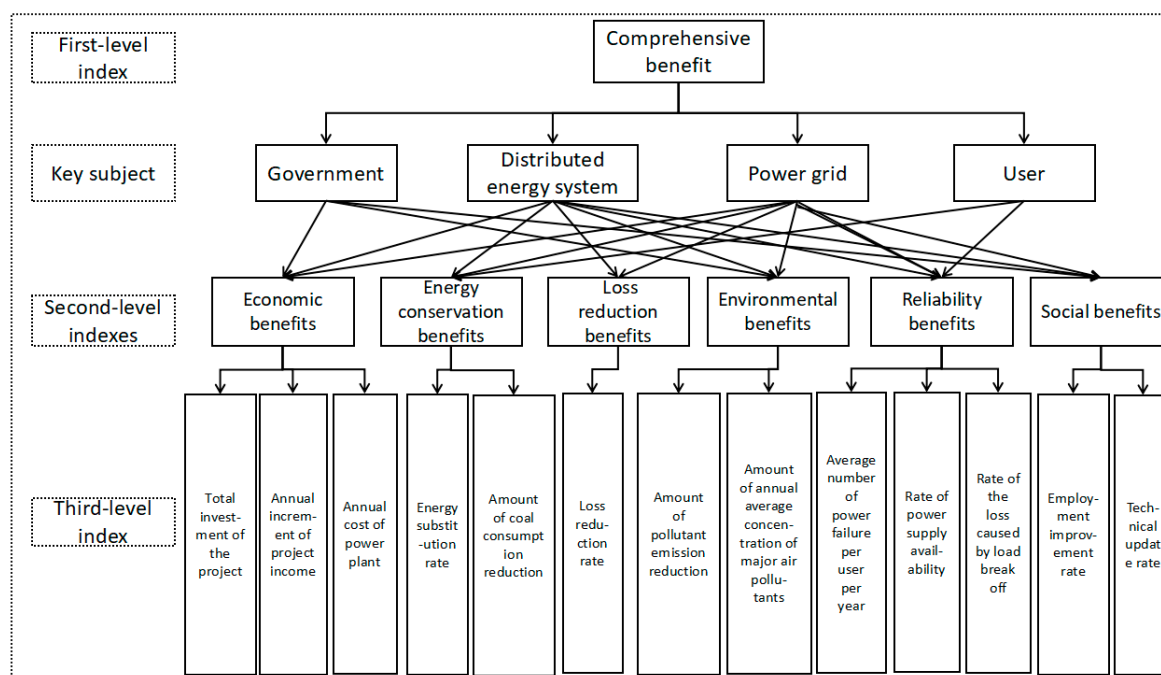 First-level
index
Comprehensive
benefit
Key subject
Government
Distributed
energy system
Power grid
User
Second-level
indexes
Economic
benefits
Energy
conservation benefits
Loss
reduction benefits
Environmental
benefits
Reliability
benefits
Social benefits
Third-level
index
Total
invest-
ment of
the
project
Annual
increm-
ent of
project
income
Annual
cost of
power
plant
Energy
substit
-ution
rate
Amount
of coal
consumpt
ion
reduction
Loss
redu-
ction
rate
Amount
of
pollutant
emission
reduction
Amount
of annual
average
concen-
tration of
major air
pollu-
tants
Average
number
of
power
failure
per
user
per
year
Rate of
power
supply
avail-
ability
Rate of
the
loss
caused
by load
break
off
Employ-
ment
improv-
ement
rate
Tech-
nical
updat
e rate